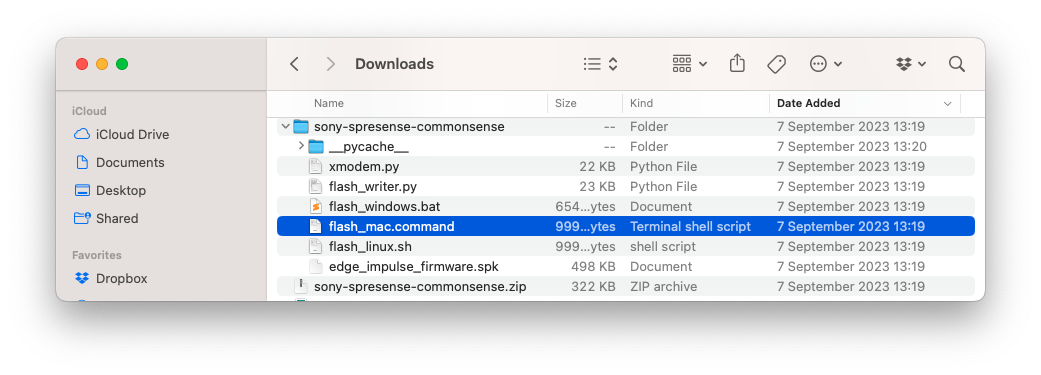 Downloads
iCloud
iCloud Drive
Documents
Desktop
Shared
Favorites
Dropbox
Name Size Kind Date Added
sony-spresense-commonsense -- Folder 7 September 2023 13:19
__pycache__ -- Folder 7 September 2023 13:20
xmodem.py 22 KB Python File 7 September 2023 13:19
flash_writer.py 23 KB Python File 7 September 2023 13:19
flash_windows.bat 654...ytes Document 7 September 2023 13:19
flash_mac.command 999...ytes Terminal shell script 7 September 2023 13:19
flash_linux.sh 999...ytes shell script 7 September 2023 13:19
edge_impulse_firmware.spk 498 KB Document 7 September 2023 13:19
sony-spresense-commonsense.zip 322 KB ZIP archive 7 September 2023 13:19